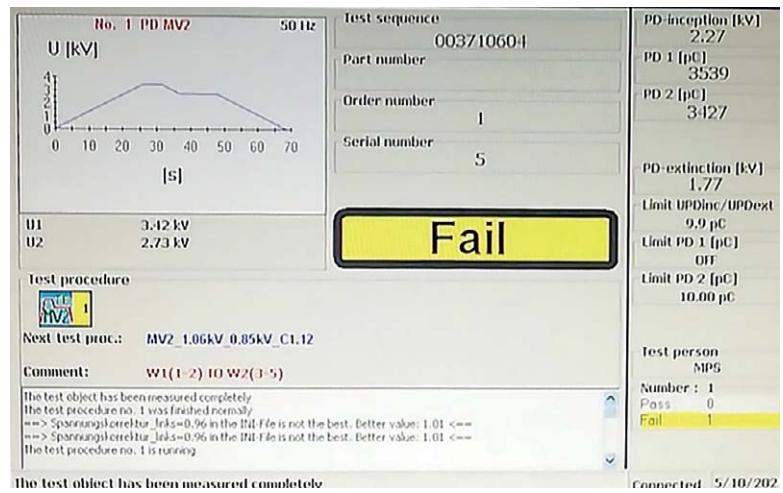 No. 1 PD MV2 50 Hz
U [kV]
4
3
2
1
0
0 10 20 30 40 50 60 70
[s]
U1 3.42 kV
U2 2.73 kV
Test sequence
003710604
Part number
Order number
1
Serial number
5
Fail
PD-inception [kV]
2.27
PD 1 [pC]
3539
PD 2 [pC]
3427
PD-extinction [kV]
1.77
Limit UPDinc/UPDext
9.9 pC
Limit PD 1 [pC]
OFF
Limit PD 2 [pC]
10.00 pC
Test person
MPS
Number : 1
Pass 0
Fail 1
Test procedure
MV2 1
Next test proc.: MV2_1.06kV_0.85kV_C1.12
Comment: W1(1-2) TO W2(3-5)
The test object has been measured completely
The test procedure no. 1 was finished normally
==> Spannungskorrektur_lnks=0.96 in the INI-File is not the best. Better value: 1.01 <==
==> Spannungskorrektur_lnks=0.96 in the INI-File is not the best. Better value: 1.01 <==
The test procedure no. 1 is running
The test object has been measured completely
Connected 5/10/202